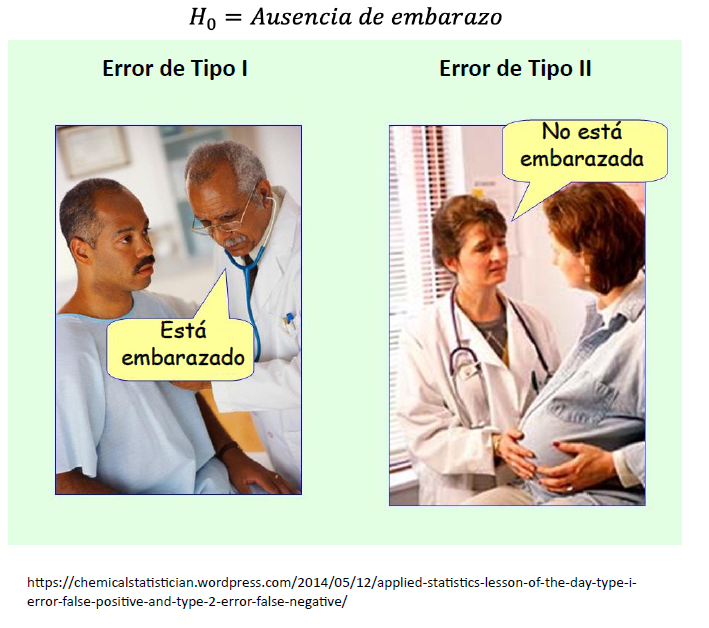 H₀ = Ausencia de embarazo
Error de Tipo I
Error de Tipo II
Está
embarazado
No está
embarazada
https://chemicalstatistician.wordpress.com/2014/05/12/applied-statistics-lesson-of-the-day-type-i-
error-false-positive-and-type-2-error-false-negative/